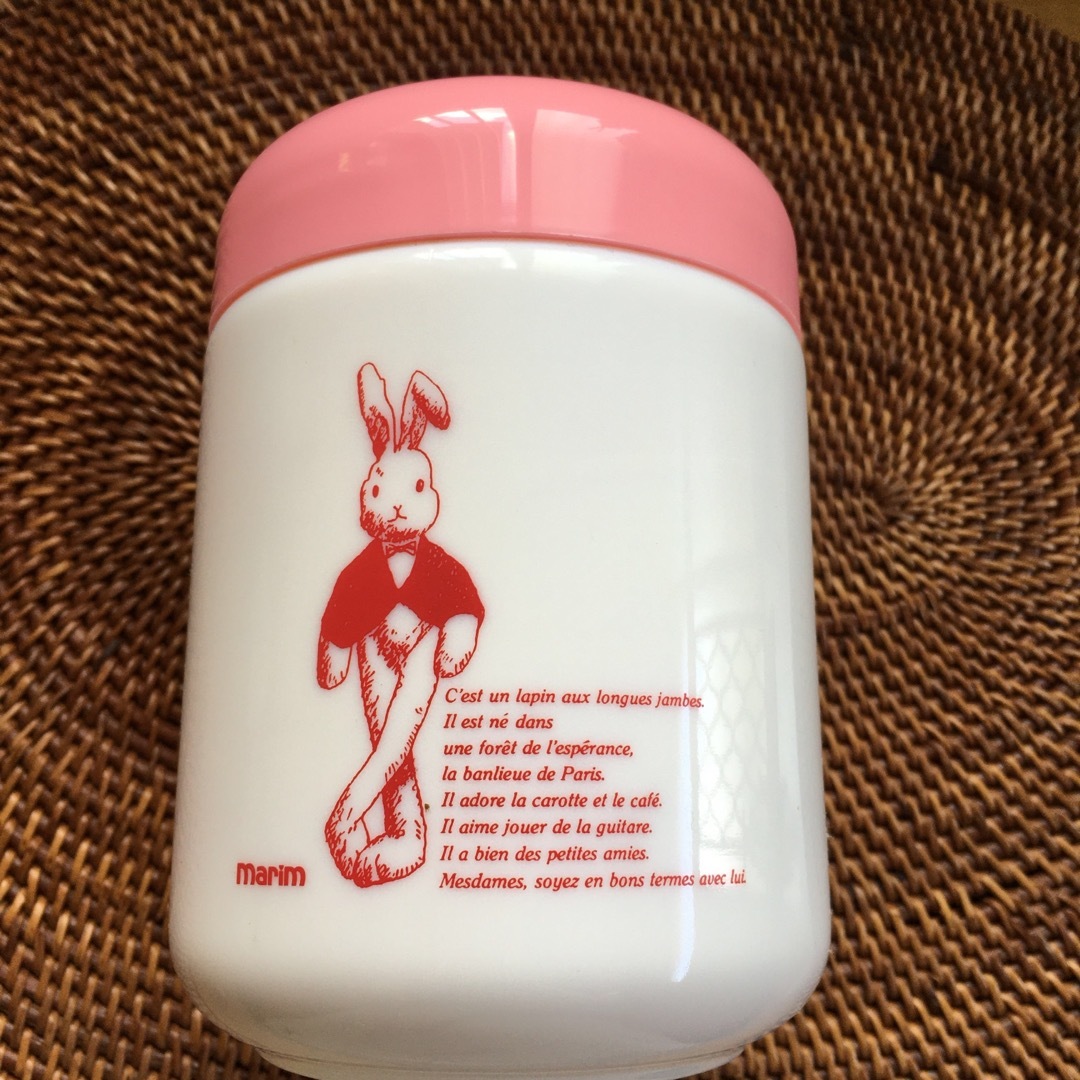 C'est un lapin aux longues jambes.
Il est né dans
une forêt de l'espérance,
la banlieue de Paris.
Il adore la carotte et le café.
Il aime jouer de la guitare.
Il a bien des petites amies.
Mesdames, soyez en bons termes avec lui.
marim